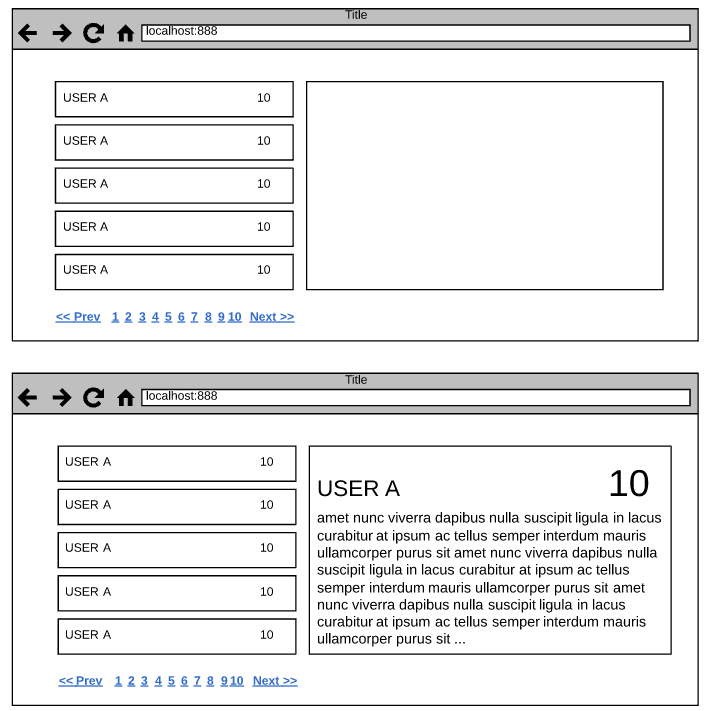 Title
localhost:888
USER A 10
USER A 10
USER A 10
USER A 10
USER A 10
<< Prev 1 2 3 4 5 6 7 8 9 10 Next >>
Title
localhost:888
USER A 10
USER A 10
USER A 10
USER A 10
USER A 10
<< Prev 1 2 3 4 5 6 7 8 9 10 Next >>
USER A 10
amet nunc viverra dapibus nulla suscipit ligula in lacus
curabitur at ipsum ac tellus semper interdum mauris
ullamcorper purus sit amet nunc viverra dapibus nulla
suscipit ligula in lacus curabitur at ipsum ac tellus
semper interdum mauris ullamcorper purus sit amet
nunc viverra dapibus nulla suscipit ligula in lacus
curabitur at ipsum ac tellus semper interdum mauris
ullamcorper purus sit ...